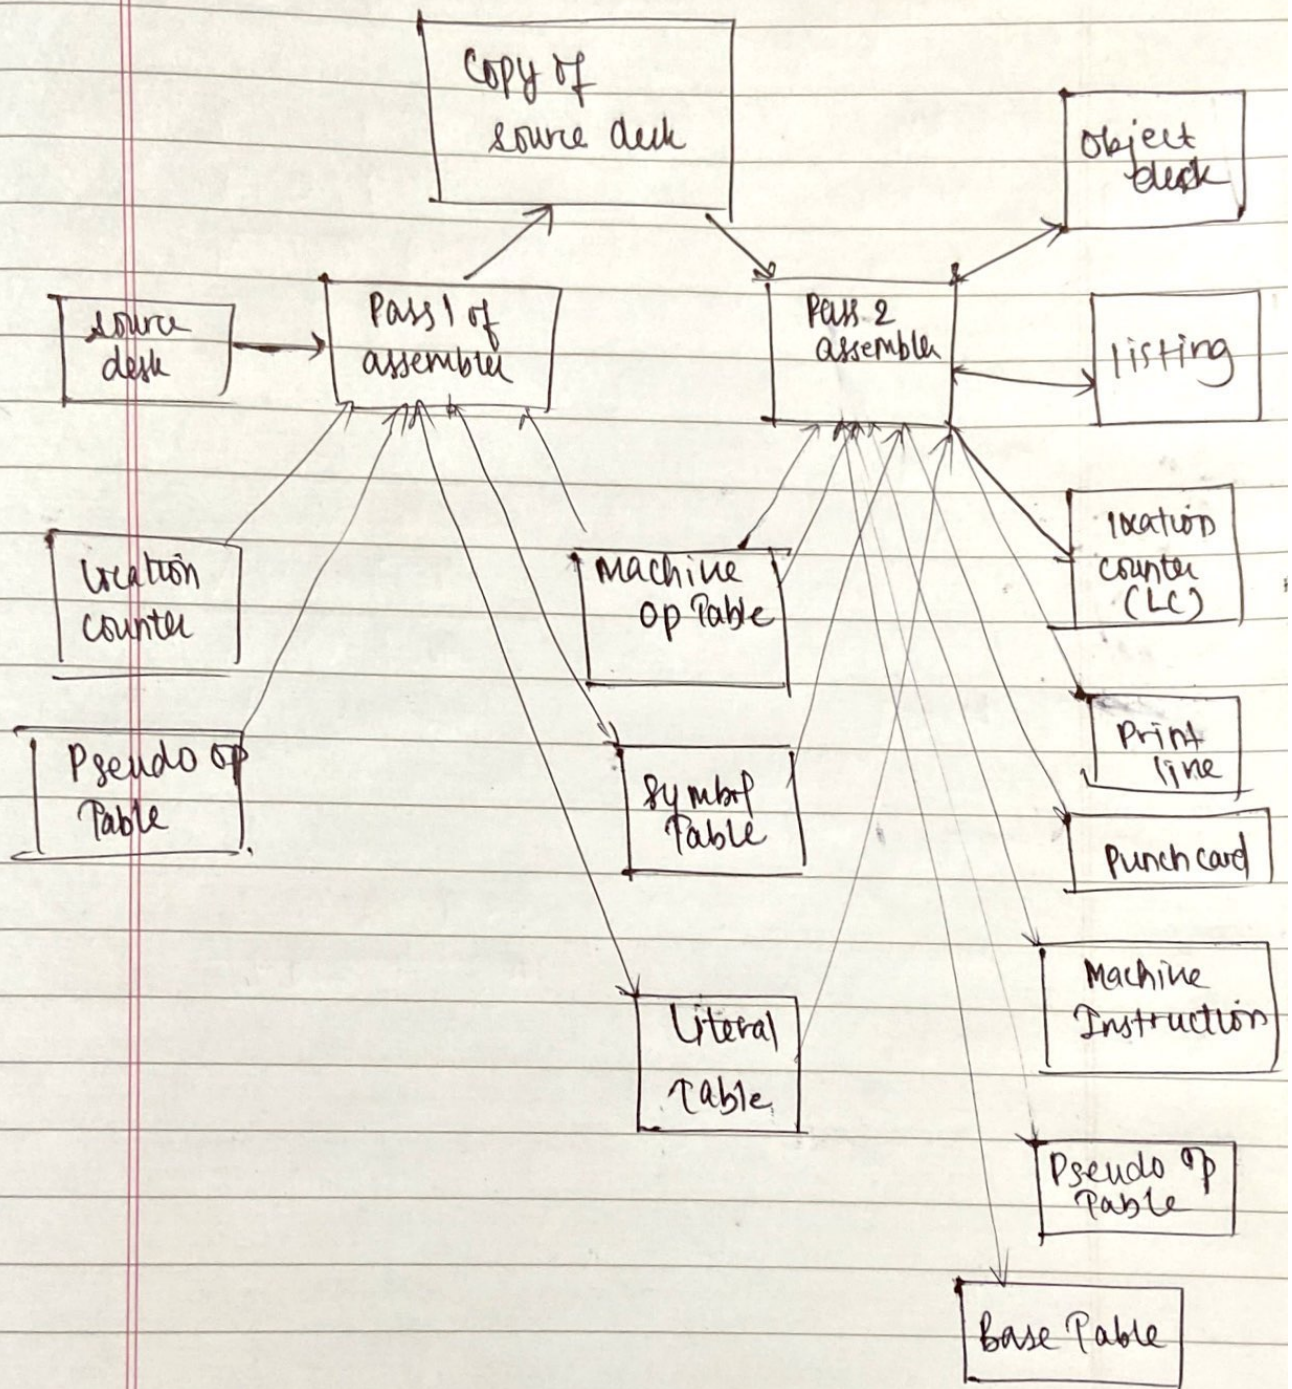 Copy of
source deck
Object
desk
source
desk
Pass 1 of
assembler
Pass 2
assembler
listing
location
counter
(LC)
Location
counter
Machine
Op Table
Print
line
Pseudo op
Table
Symbol
Table
Punch card
Machine
Instruction
Literal
Table
Pseudo op
Table
Base Table